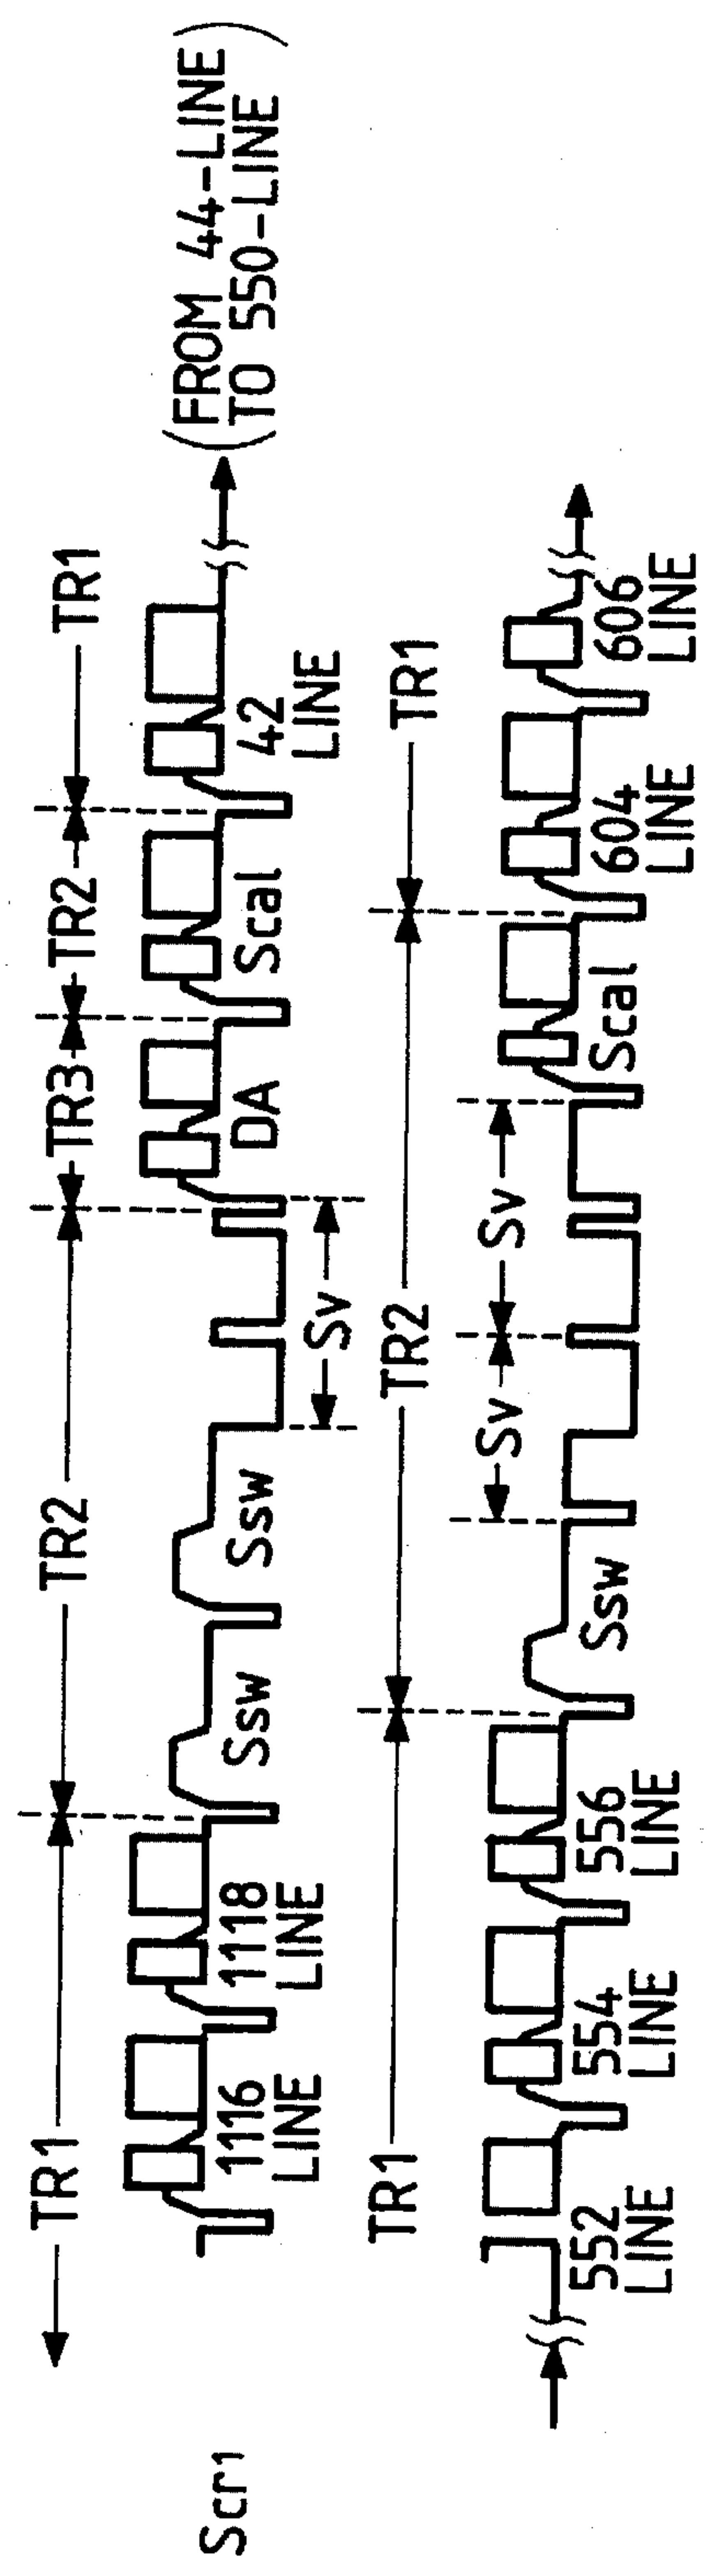 TR1
TR2
TR3
TR2
TR1
Scr1
1116
LINE
1118
LINE
Ssw
Ssw
Sv
DA
Scal
42
LINE
(FROM 44-LINE
TO 550-LINE)
TR1
TR2
TR1
552
LINE
554
LINE
556
LINE
Ssw
Sv
Sv
Scal
604
LINE
606
LINE